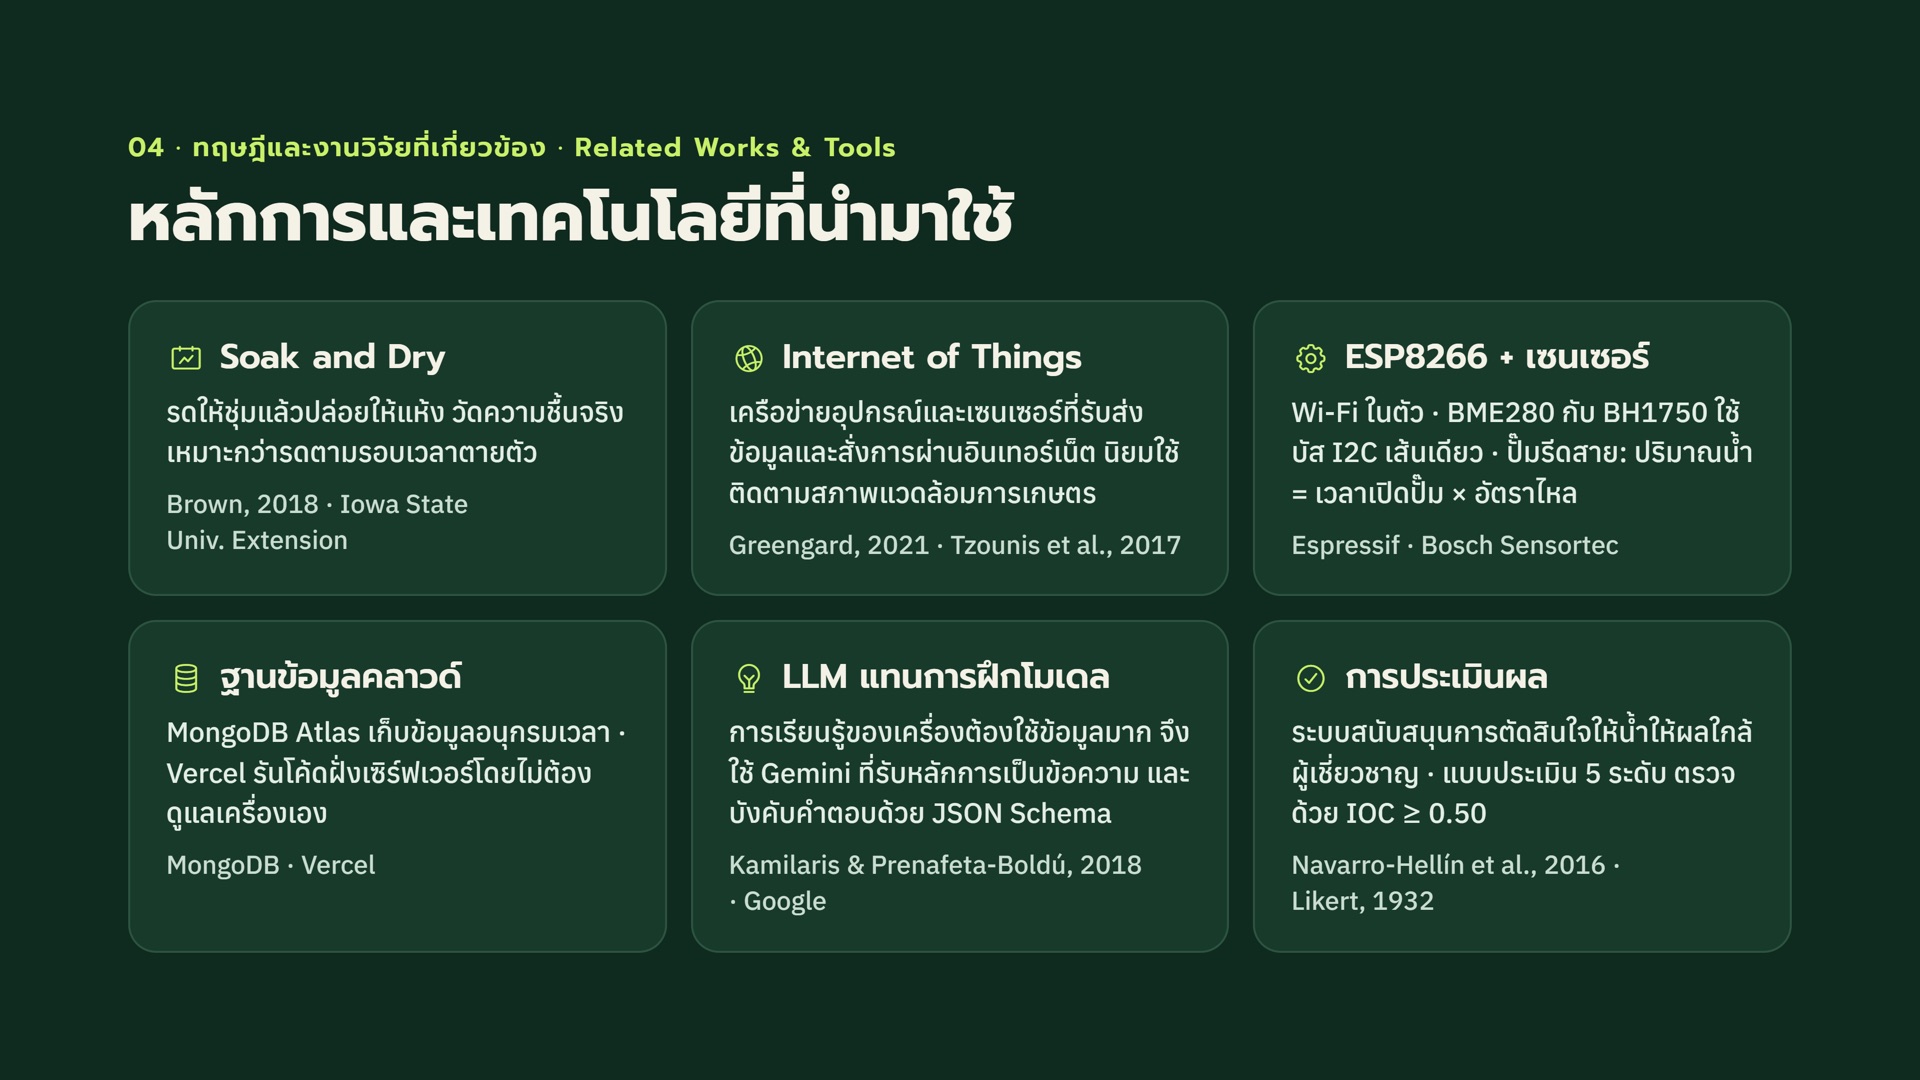 04 · ทฤษฎีและงานวิจัยที่เกี่ยวข้อง · Related Works & Tools
หลักการและเทคโนโลยีที่นำมาใช้
Soak and Dry
รดให้ชุ่มแล้วปล่อยให้แห้ง วัดความชื้นจริง
เหมาะกว่ารดตามรอบเวลาตายตัว
Brown, 2018 · Iowa State
Univ. Extension
Internet of Things
เครือข่ายอุปกรณ์และเซนเซอร์ที่รับส่ง
ข้อมูลและสั่งการผ่านอินเทอร์เน็ต นิยมใช้
ติดตามสภาพแวดล้อมการเกษตร
Greengard, 2021 · Tzounis et al., 2017
ESP8266 + เซนเซอร์
Wi-Fi ในตัว · BME280 กับ BH1750 ใช้
บัส I2C เส้นเดียว · ปั๊มรีดสาย: ปริมาณน้ำ
= เวลาเปิดปั๊ม × อัตราไหล
Espressif · Bosch Sensortec
ฐานข้อมูลคลาวด์
MongoDB Atlas เก็บข้อมูลอนุกรมเวลา ·
Vercel รันโค้ดฝั่งเซิร์ฟเวอร์โดยไม่ต้อง
ดูแลเครื่องเอง
MongoDB · Vercel
LLM แทนการฝึกโมเดล
การเรียนรู้ของเครื่องต้องใช้ข้อมูลมาก จึง
ใช้ Gemini ที่รับหลักการเป็นข้อความ และ
บังคับคำตอบด้วย JSON Schema
Kamilaris & Prenafeta-Boldú, 2018
· Google
การประเมินผล
ระบบสนับสนุนการตัดสินใจให้น้ำให้ผลใกล้
ผู้เชี่ยวชาญ · แบบประเมิน 5 ระดับ ตรวจ
ด้วย IOC ≥ 0.50
Navarro-Hellín et al., 2016 ·
Likert, 1932